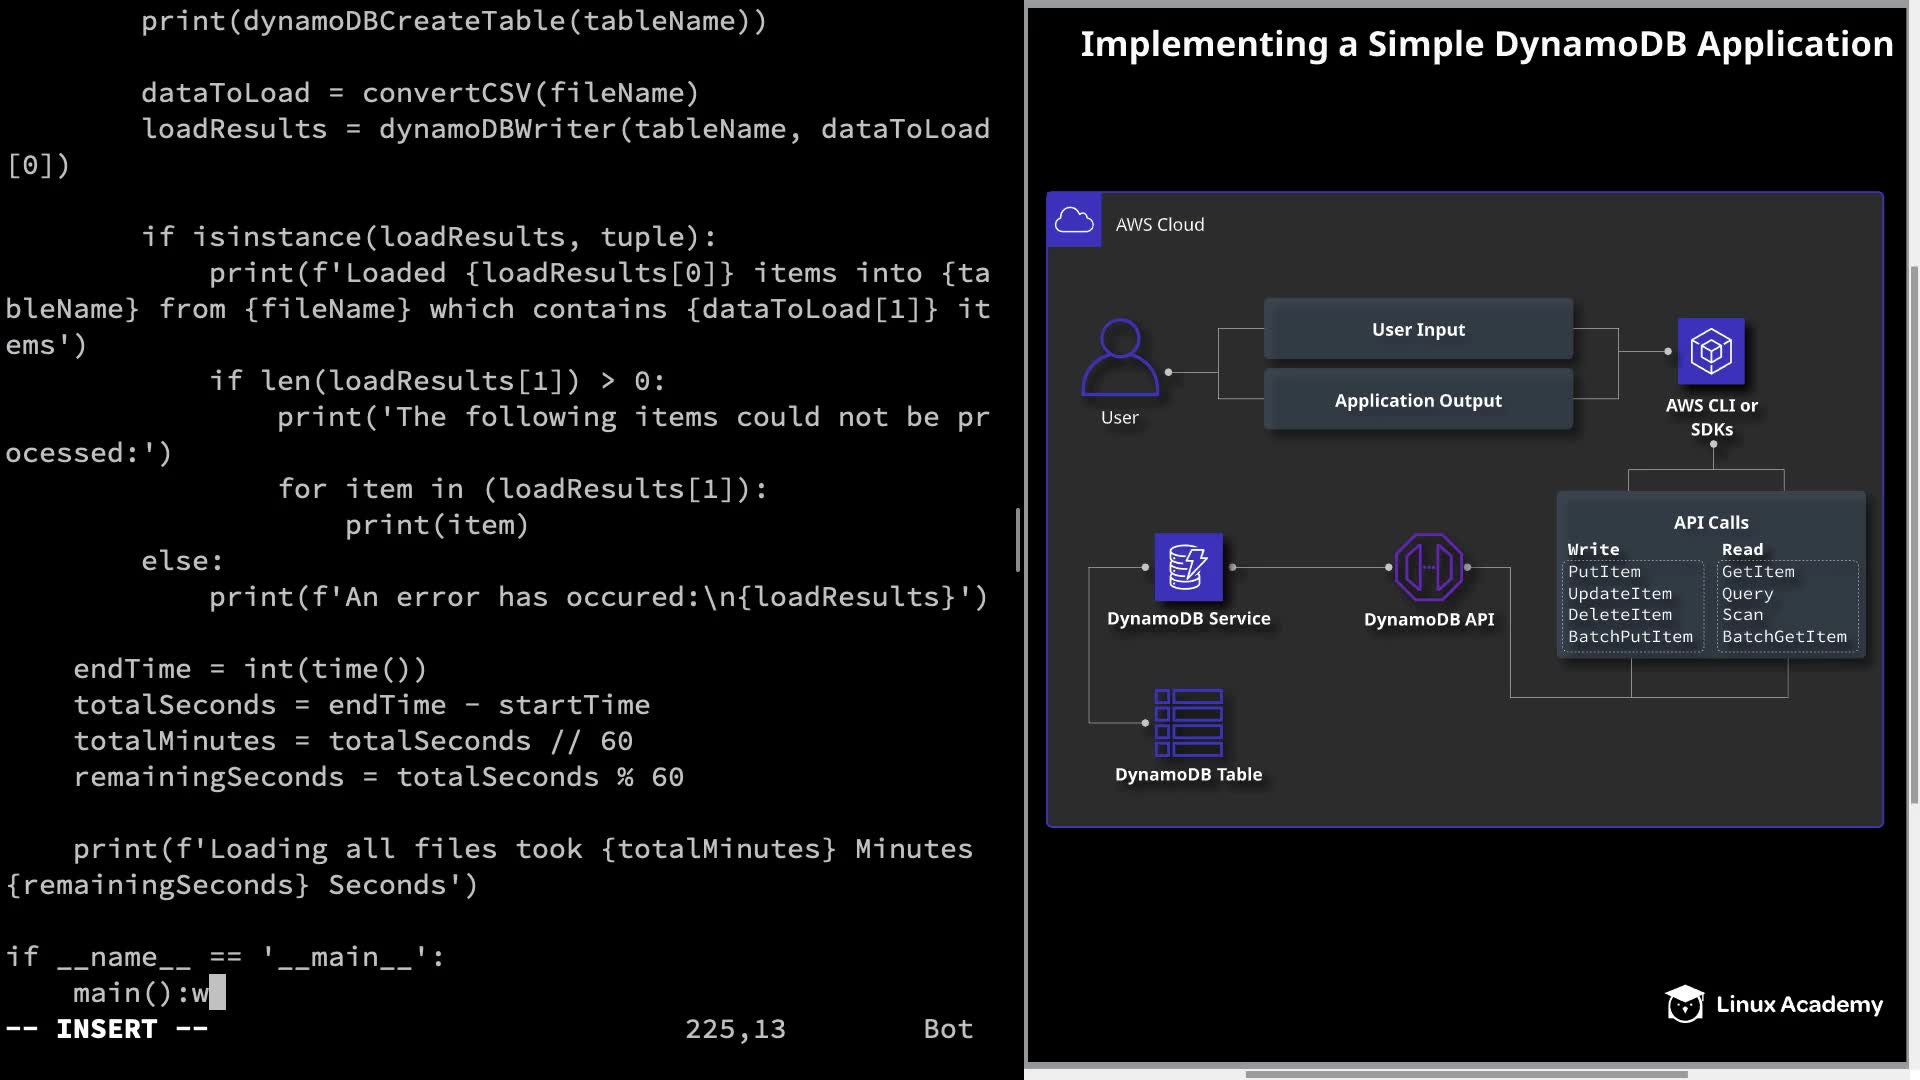 print(dynamoDBCreateTable(tableName))
dataToLoad = convertCSV(fileName)
loadResults = dynamoDBWriter(tableName, dataToLoad
[0])
if isinstance(loadResults, tuple):
print(f'Loaded {loadResults[0]} items into {ta
bleName} from {fileName} which contains {dataToLoad[1]} it
ems')
if len(loadResults[1]) > 0:
print('The following items could not be pr
ocessed:')
for item in (loadResults[1]):
print(item)
else:
print(f'An error has occured:\n{loadResults}')
endTime = int(time())
totalSeconds = endTime - startTime
totalMinutes = totalSeconds // 60
remainingSeconds = totalSeconds % 60
print(f'Loading all files took {totalMinutes} Minutes
{remainingSeconds} Seconds')
if __name__ == '__main__':
main():w
-- INSERT --
225,13
Bot
Implementing a Simple DynamoDB Application
AWS Cloud
User Input
Application Output
User
AWS CLI or
SDKs
API Calls
Write
PutItem
UpdateItem
DeleteItem
BatchPutItem
Read
GetItem
Query
Scan
BatchGetItem
DynamoDB Service
DynamoDB API
DynamoDB Table
Linux Academy